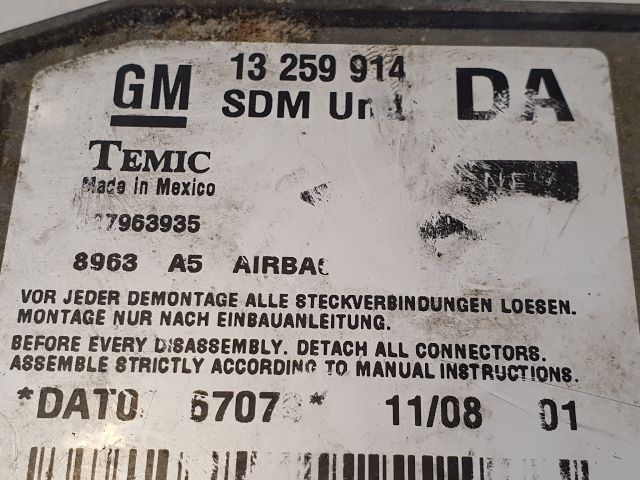 GM 13 259 914 DA
SDM
TEMIC
Made in Mexico
8963 A5
VOR JEDER DEMONTAGE ALLE STECKVERBINDUNGEN LOESEN.
MONTAGE NUR NACH EINBAUANLEITUNG.
BEFORE EVERY DISASSEMBLY. DETACH ALL CONNECTORS.
ASSEMBLE STRICTLY ACCORDING TO MANUAL INSTRUCTIONS.
11/08 01